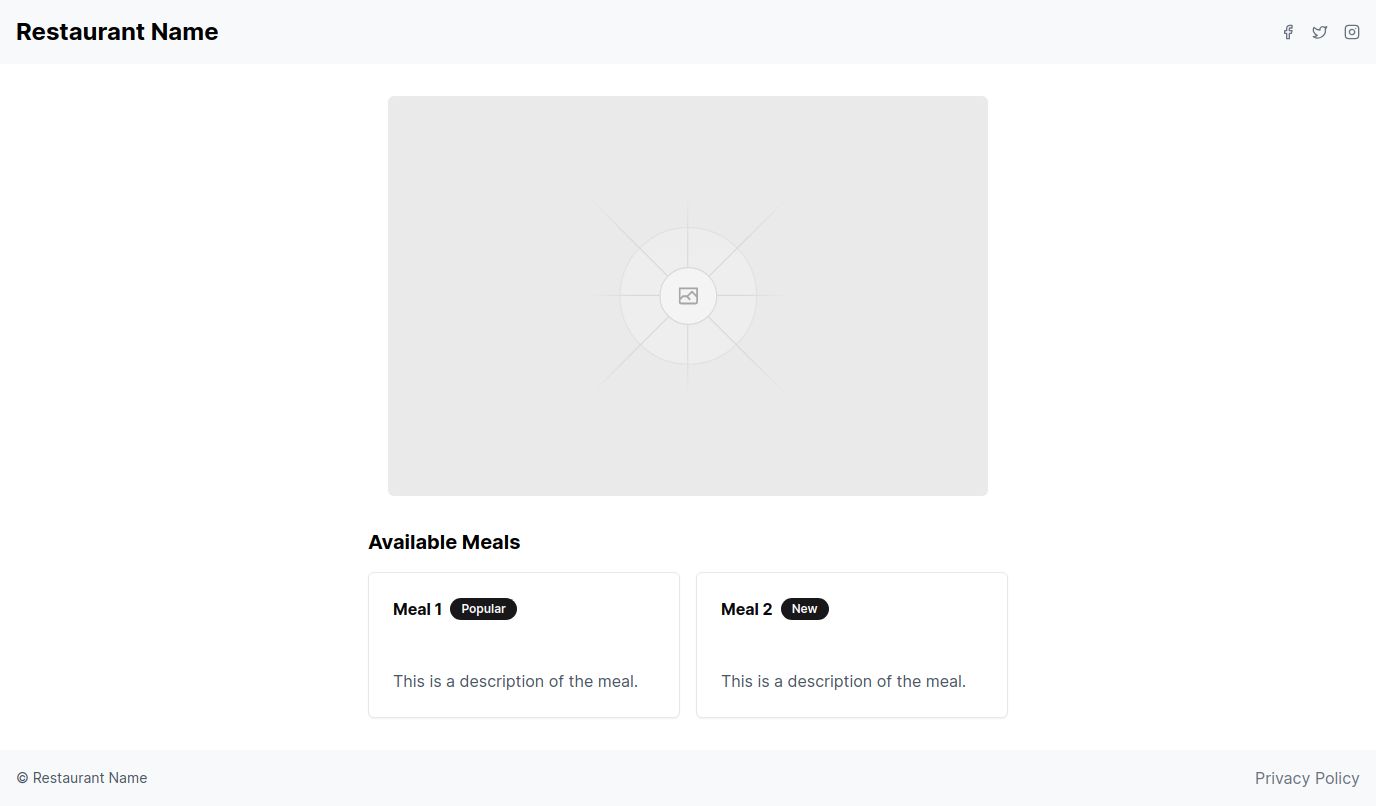 Restaurant Name
Available Meals
Meal 1 Popular
This is a description of the meal.
Meal 2 New
This is a description of the meal.
© Restaurant Name
Privacy Policy